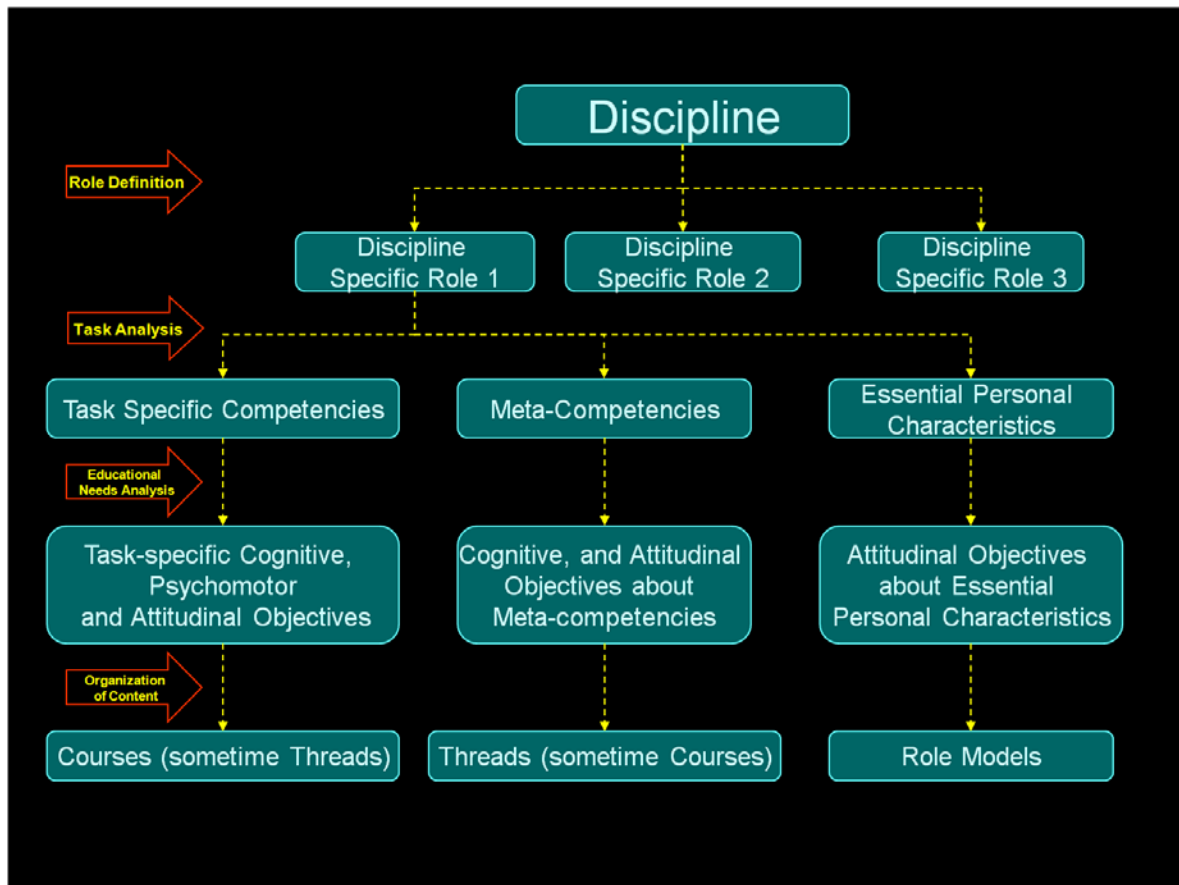 Discipline
Role Definition
Discipline
Specific Role 1
Discipline
Specific Role 2
Discipline
Specific Role 3
Task Analysis
Task Specific Competencies
Meta-Competencies
Essential Personal
Characteristics
Educational
Needs Analysis
Task-specific Cognitive,
Psychomotor
and Attitudinal Objectives
Cognitive, and Attitudinal
Objectives about
Meta-competencies
Attitudinal Objectives
about Essential
Personal Characteristics
Organization
of Content
Courses (sometime Threads)
Threads (sometime Courses)
Role Models